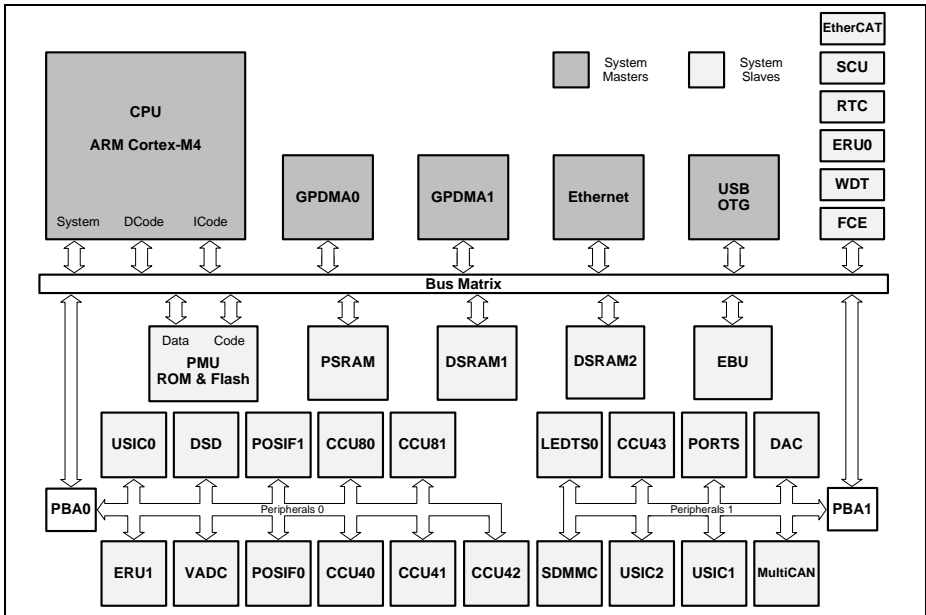 EtherCAT
System Masters
System Slaves
SCU
CPU
ARM Cortex-M4
RTC
ERU0
GPDMA0
GPDMA1
Ethernet
USB
OTG
WDT
System DCode ICode
FCE
Bus Matrix
Data Code
PMU
ROM & Flash
PSRAM
DSRAM1
DSRAM2
EBU
USIC0 DSD POSIF1 CCU80 CCU81 LEDTS0 CCU43 PORTS DAC
PBA0
Peripherals 0
Peripherals 1
PBA1
ERU1 VADC POSIF0 CCU40 CCU41 CCU42 SDMMC USIC2 USIC1 MultiCAN